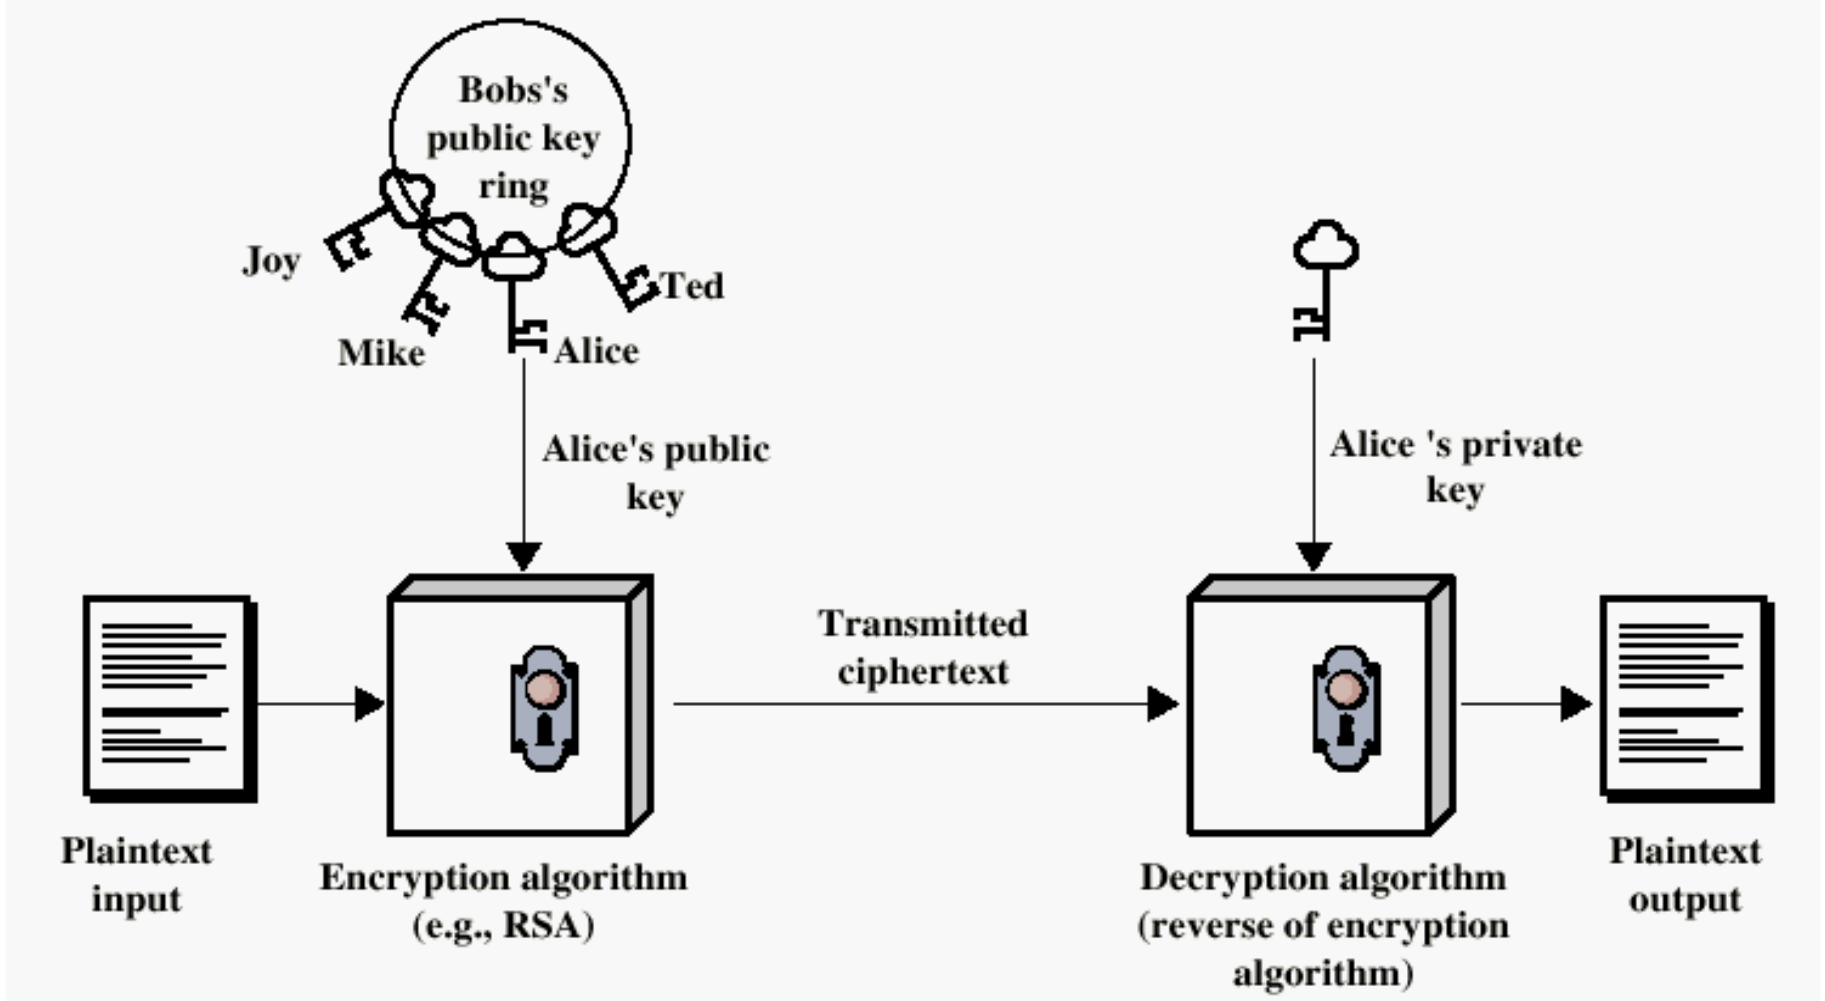 Bobs's
public key
ring
Joy
Mike
Alice
Ted
Alice's public
key
Alice 's private
key
Transmitted
ciphertext
Plaintext
input
Encryption algorithm
(e.g., RSA)
Decryption algorithm
(reverse of encryption
algorithm)
Plaintext
output